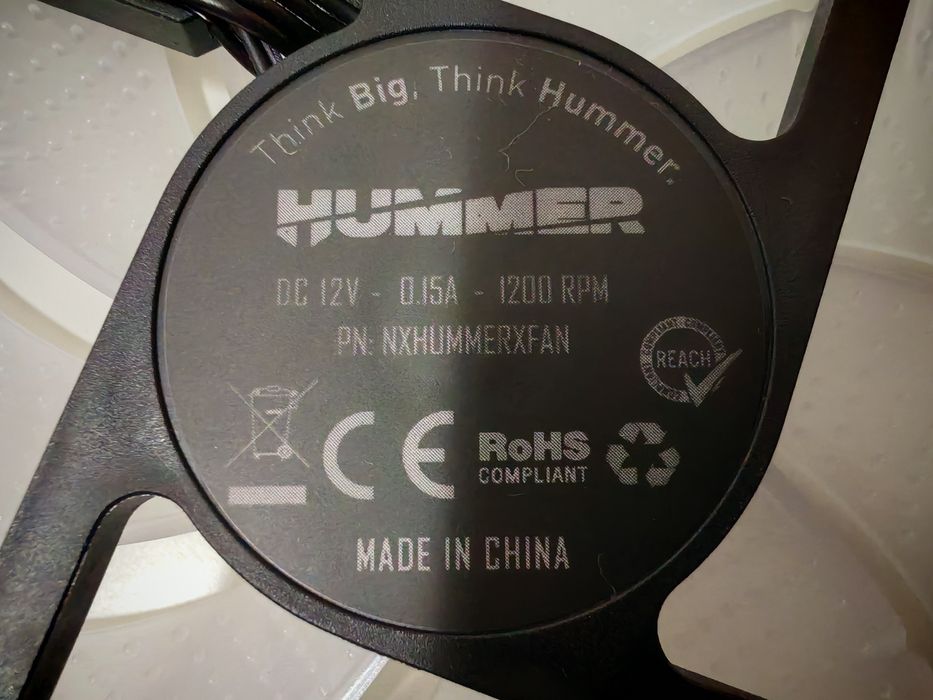 Think Big, Think Hummer.
HUMMER
DC 12V - 0.15A - 1200 RPM
PN: NXHUMMERXFAN
REACH
CE
RoHS
COMPLIANT
MADE IN CHINA